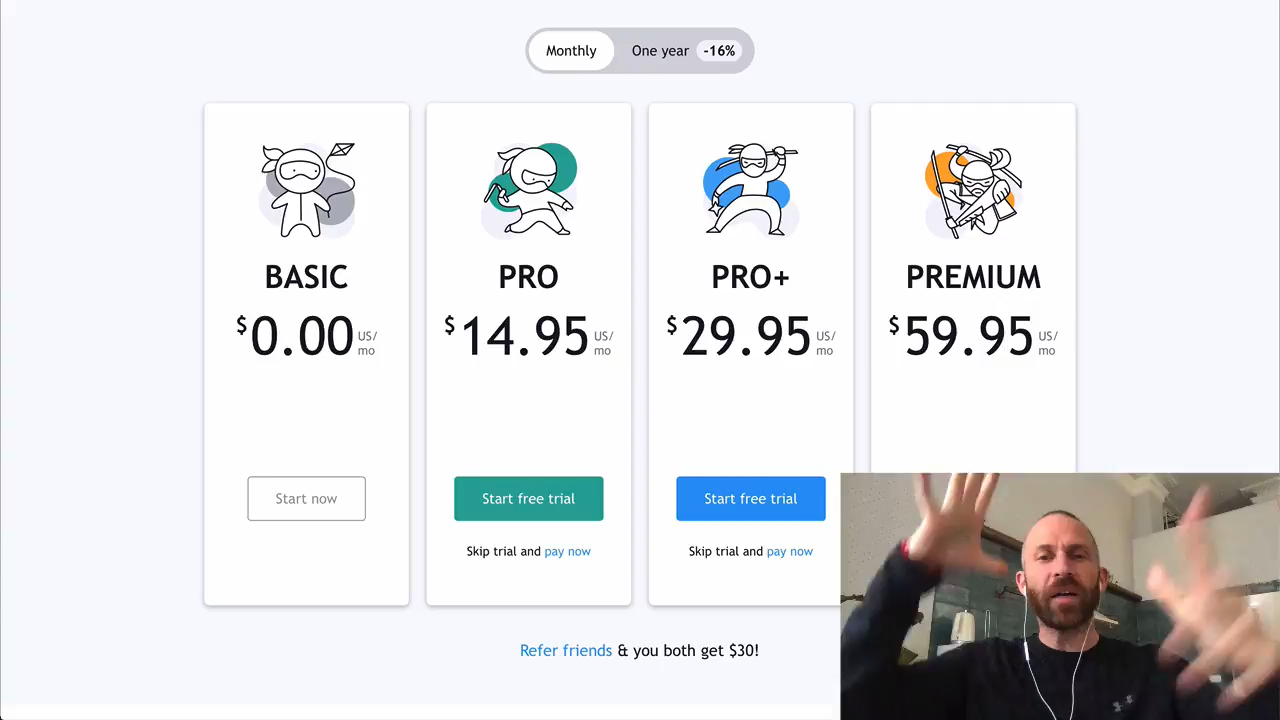 Monthly One year -16%
BASIC
$0.00 US/mo
Start now
PRO
$14.95 US/mo
Start free trial
Skip trial and pay now
PRO+
$29.95 US/mo
Start free trial
Skip trial and pay now
PREMIUM
$59.95 US/mo
Refer friends & you both get $30!